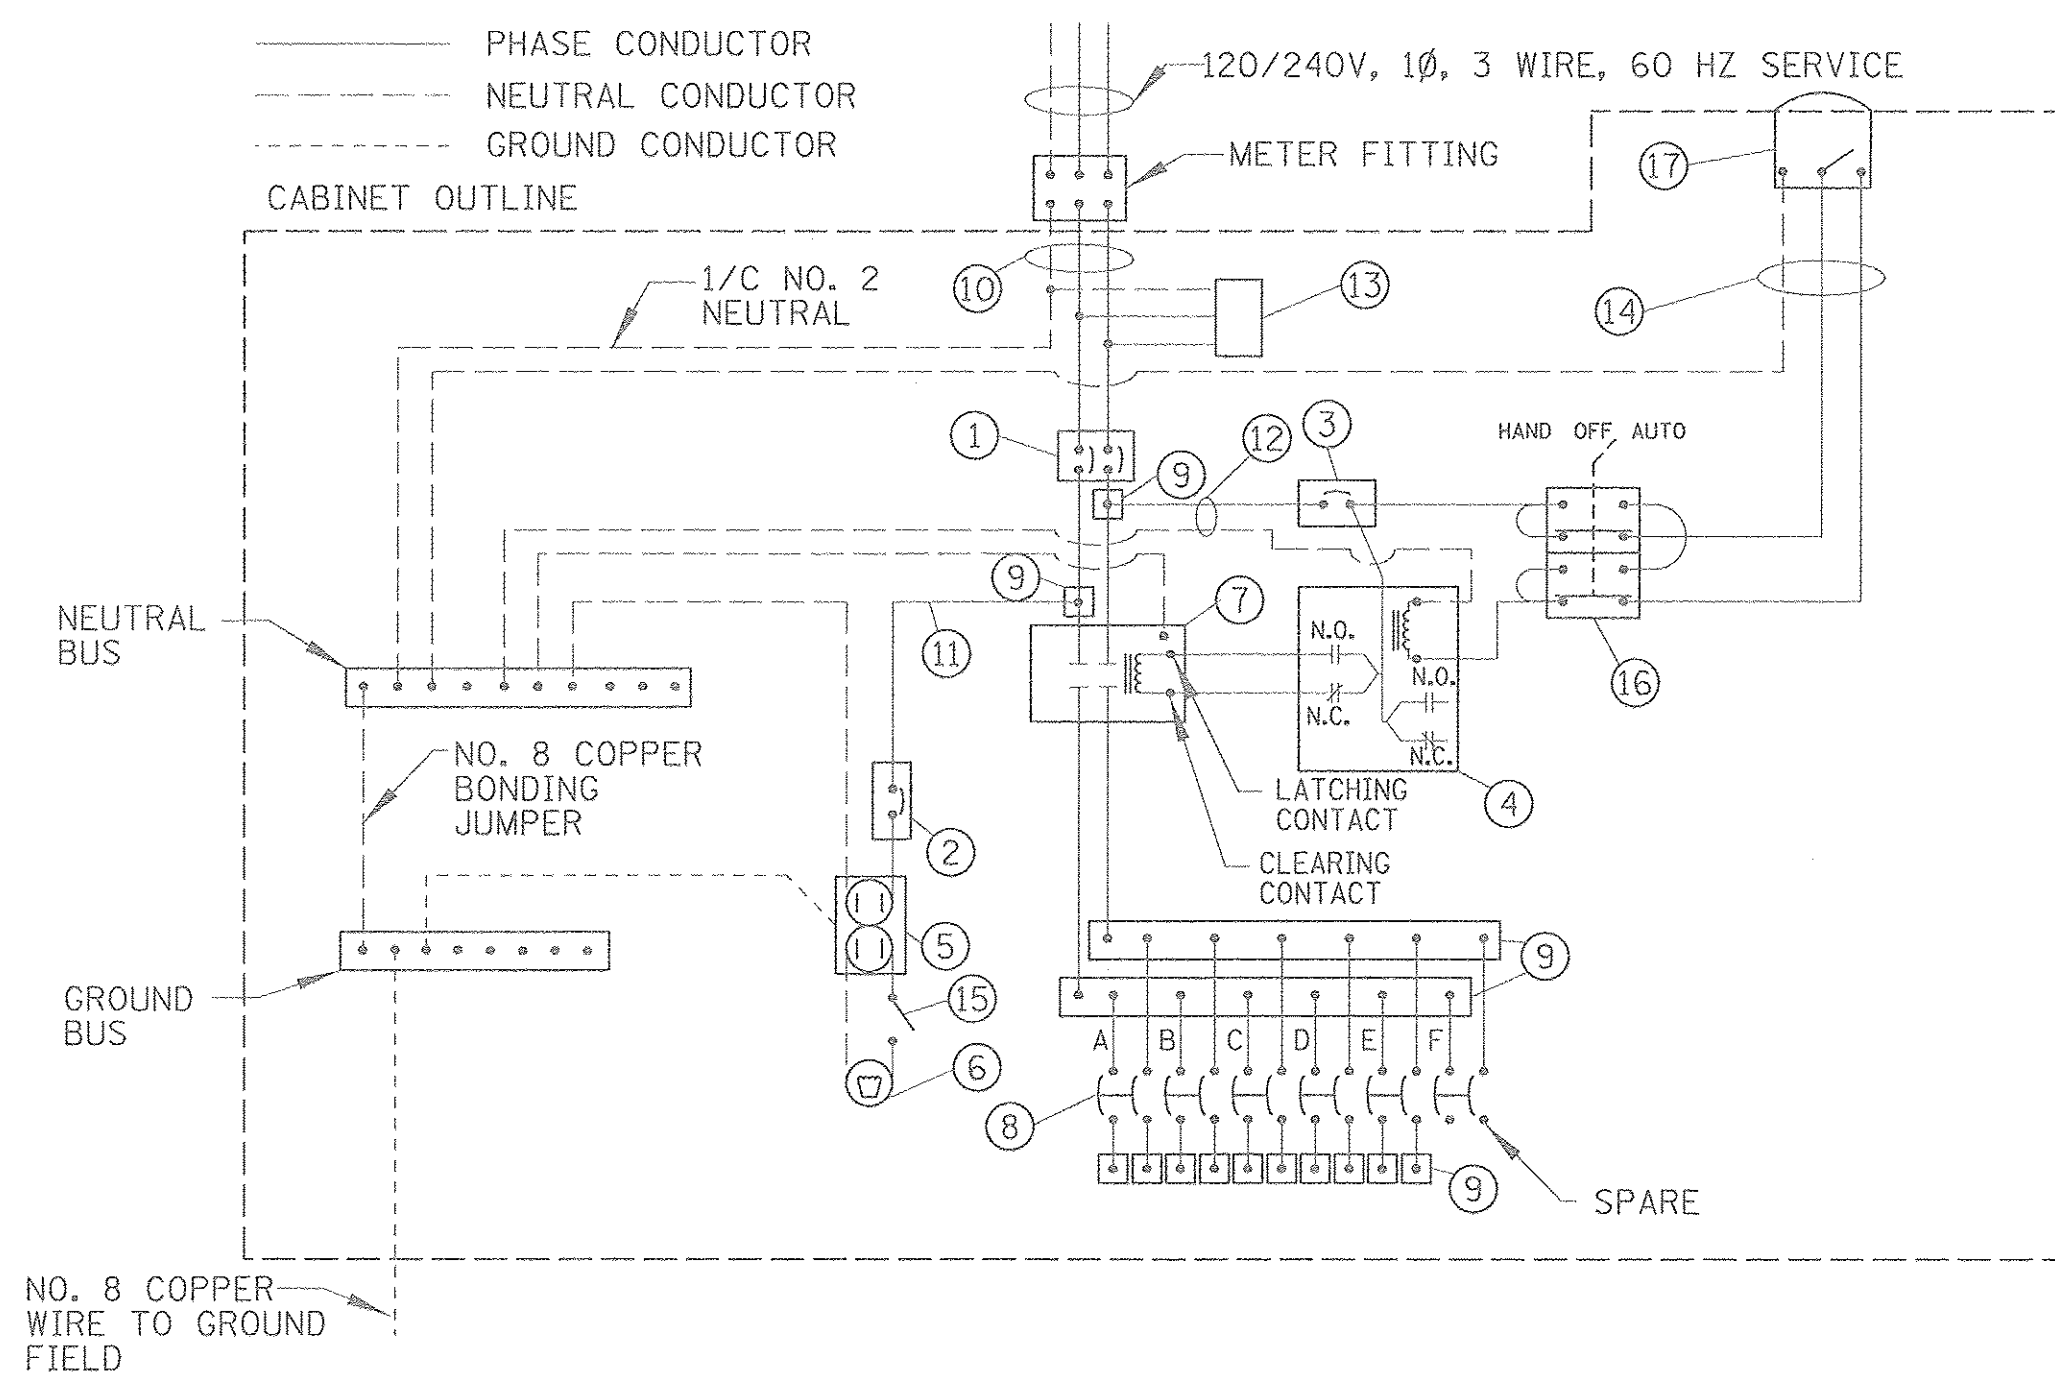 PHASE CONDUCTOR
NEUTRAL CONDUCTOR
GROUND CONDUCTOR
CABINET OUTLINE
120/240V, 1Ø, 3 WIRE, 60 HZ SERVICE
METER FITTING
17
10
13
14
1/C NO. 2
NEUTRAL
1
9
12
3
HAND OFF AUTO
9
7
11
16
NEUTRAL
BUS
N.O.
N.C.
N.O.
N.C.
NO. 8 COPPER
BONDING
JUMPER
LATCHING
CONTACT
4
2
CLEARING
CONTACT
5
9
GROUND
BUS
15
A B C D E F
6
8
9
SPARE
NO. 8 COPPER
WIRE TO GROUND
FIELD